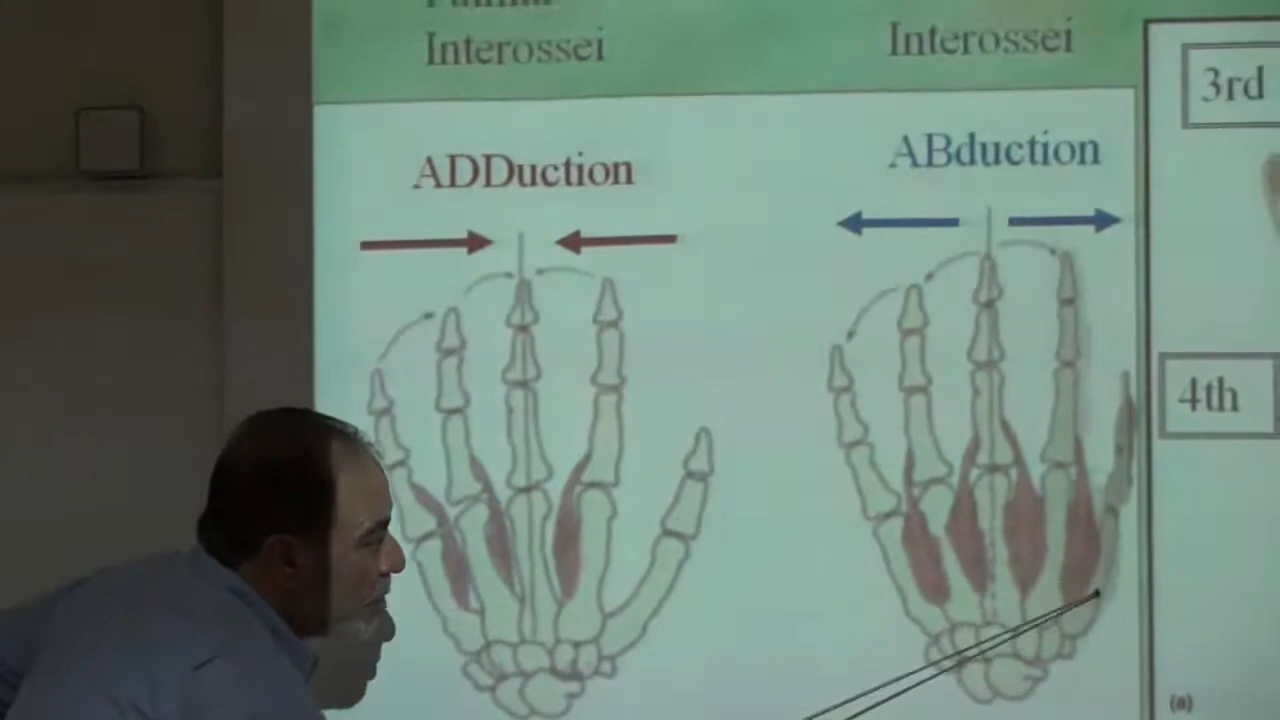 Interossei
Interossei
ADDuction
ABduction
3rd
4th
(a)